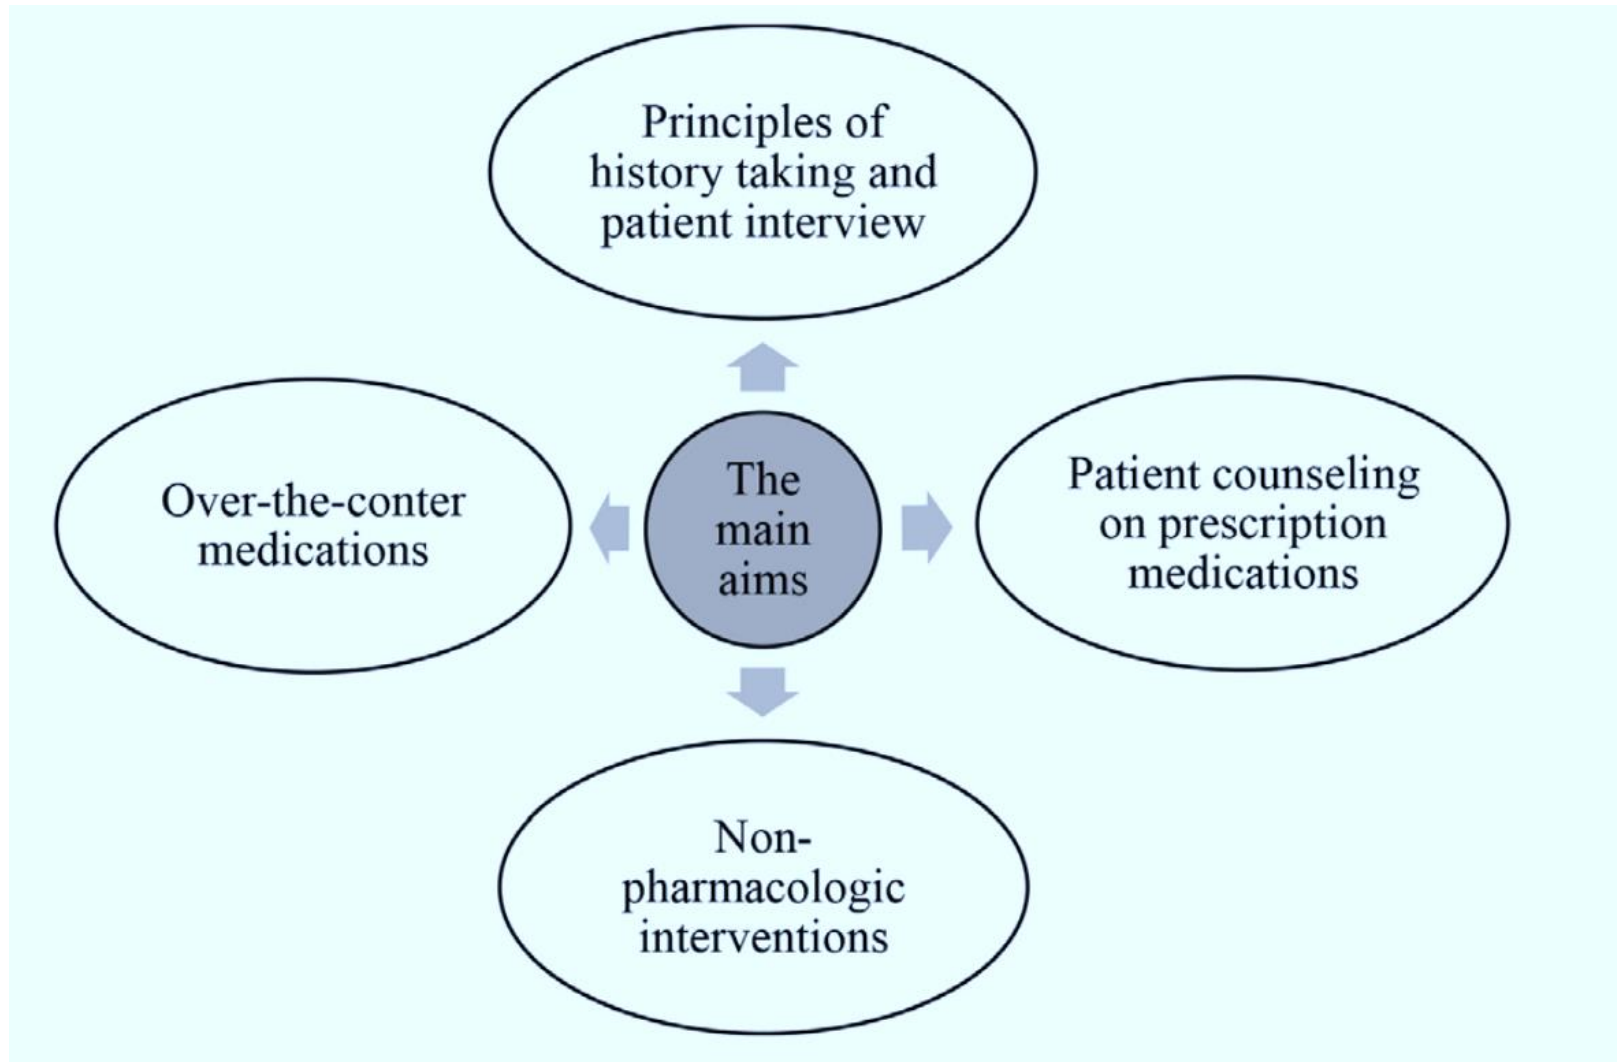 Principles of
history taking and
patient interview
Over-the-conter
medications
The
main
aims
Patient counseling
on prescription
medications
Non-
pharmacologic
interventions